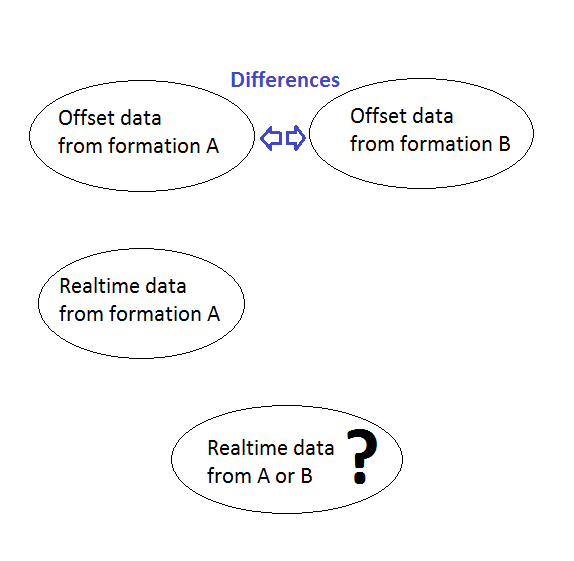 Differences
Offset data
from formation A
Offset data
from formation B
Realtime data
from formation A
Realtime data
from A or B
?